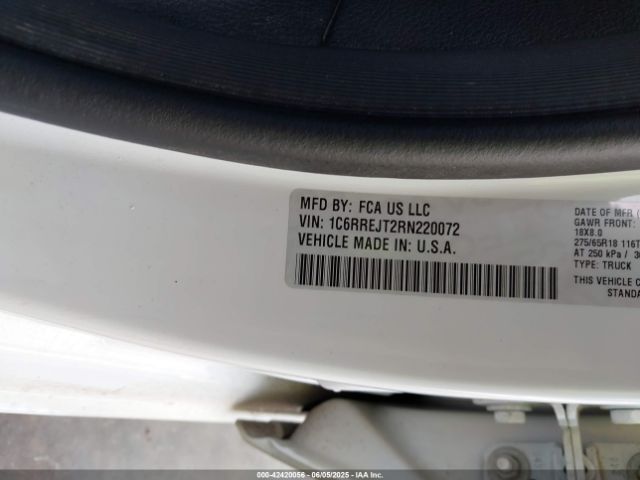 MFD BY: FCA US LLC
VIN: 1C6RREJT2RN220072
VEHICLE MADE IN: U.S.A.
DATE OF MFR
GAWR FRONT:
18X8.0
275/65R18 116T
AT 250 kPa /
TYPE: TRUCK
THIS VEHICLE
000-42420056 - 06/05/2025 - IAA Inc.